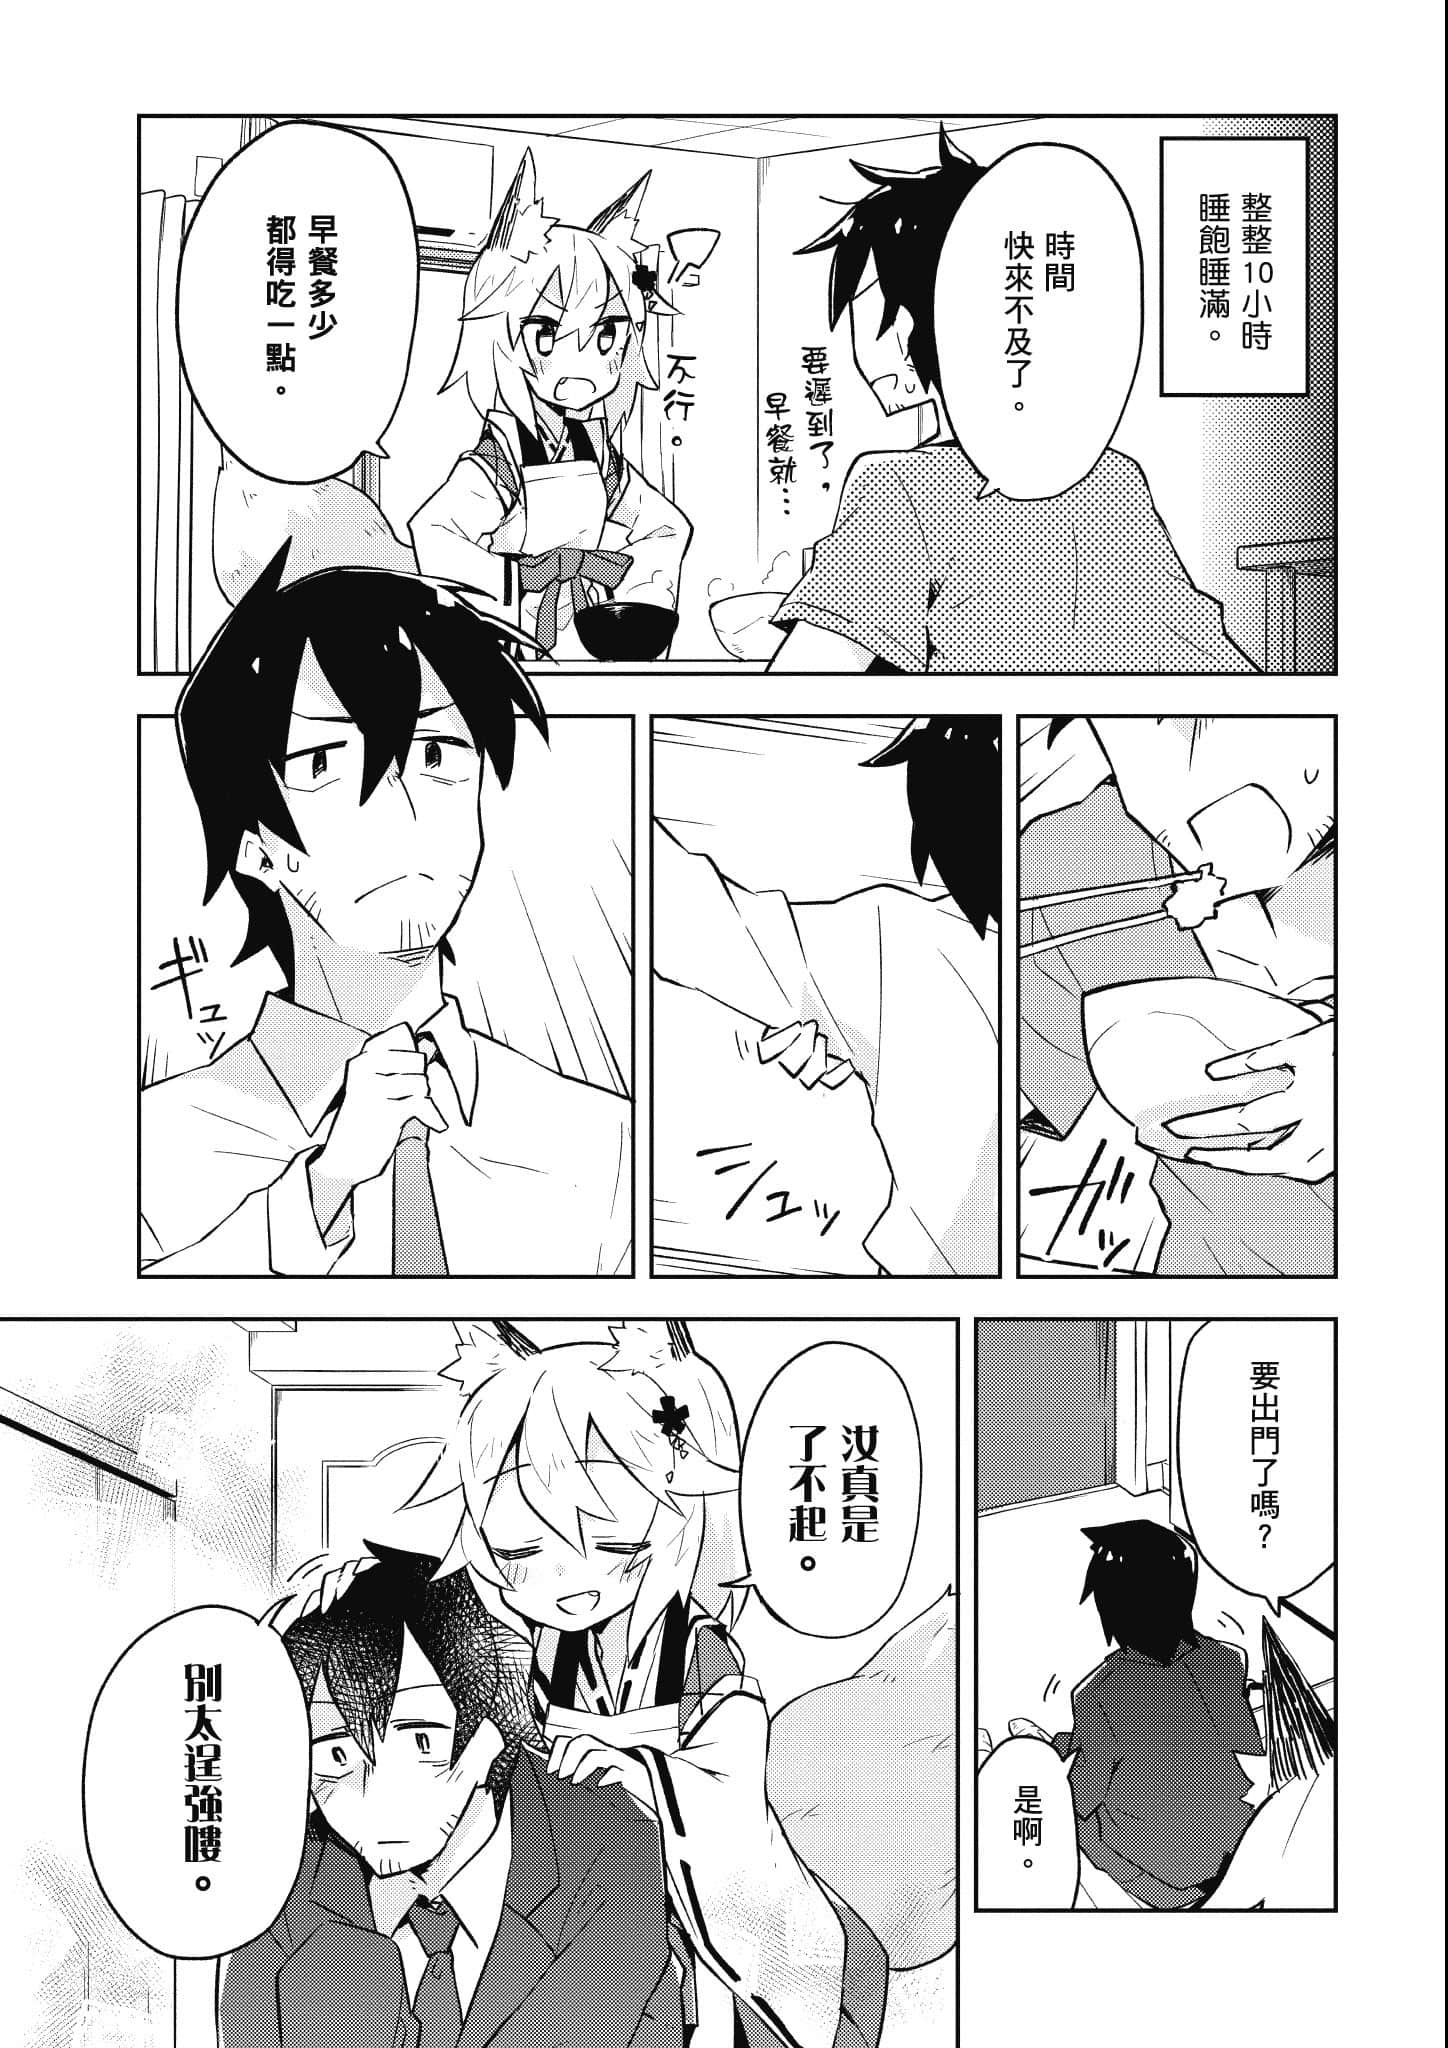 整整10小時
睡飽睡滿。
時間
快來不及了。
要遲到了，
早餐就…
不行。
早餐多少
都得吃一點。
ガッ
シュッ
ギュッ
要出門了嗎？
是啊。
汝真是
了不起。
別太逞強嘍。